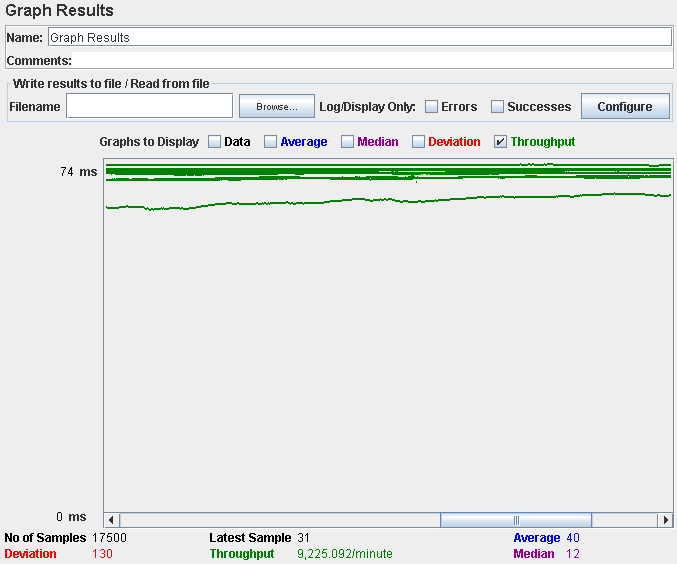 Graph Results
Name: Graph Results
Comments:
Write results to file / Read from file
Filename Browse... Log/Display Only: Errors Successes Configure
Graphs to Display Data Average Median Deviation Throughput
74 ms
0 ms
No of Samples 17500 Latest Sample 31 Average 40
Deviation 130 Throughput 9,225.092/minute Median 12